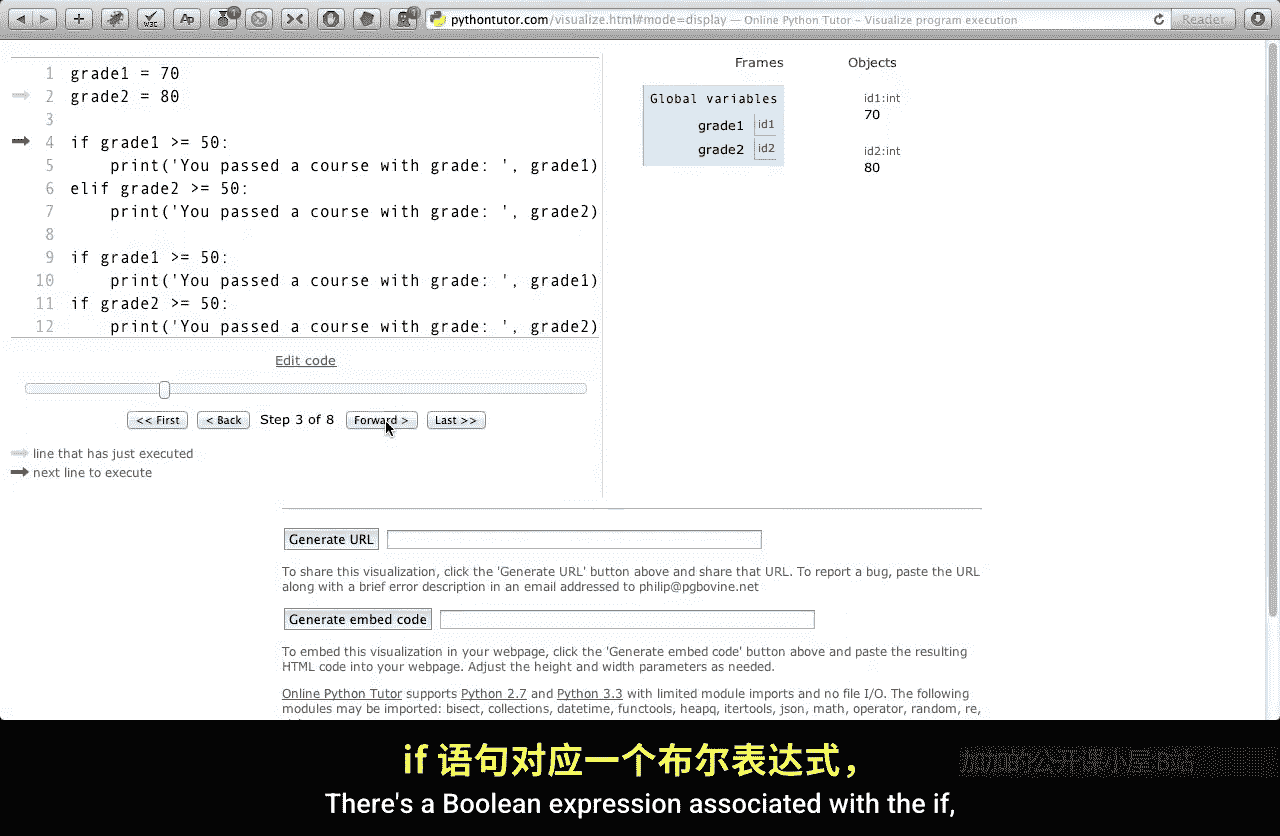 pythontutor.com/visualize.html#mode=display — Online Python Tutor – Visualize program execution
Reader
Frames
Objects
1 grade1 = 70
2 grade2 = 80
3
4 if grade1 >= 50:
5 print('You passed a course with grade: ', grade1)
6 elif grade2 >= 50:
7 print('You passed a course with grade: ', grade2)
8
9 if grade1 >= 50:
10 print('You passed a course with grade: ', grade1)
11 if grade2 >= 50:
12 print('You passed a course with grade: ', grade2)
Global variables
grade1 id1
grade2 id2
id1:int
70
id2:int
80
Edit code
<< First < Back Step 3 of 8 Forward > Last >>
line that has just executed
next line to execute
Generate URL
To share this visualization, click the 'Generate URL' button above and share that URL. To report a bug, paste the URL
along with a brief error description in an email addressed to philip@pgbovine.net
Generate embed code
To embed this visualization in your webpage, click the 'Generate embed code' button above and paste the resulting
HTML code into your webpage. Adjust the height and width parameters as needed.
Online Python Tutor supports Python 2.7 and Python 3.3 with limited module imports and no file I/O. The following
modules may be imported: bisect, collections, datetime, functools, heapq, itertools, json, math, operator, random, re,
if 语句对应一个布尔表达式，
加加的公开课小屋B站
There's a Boolean expression associated with the if,